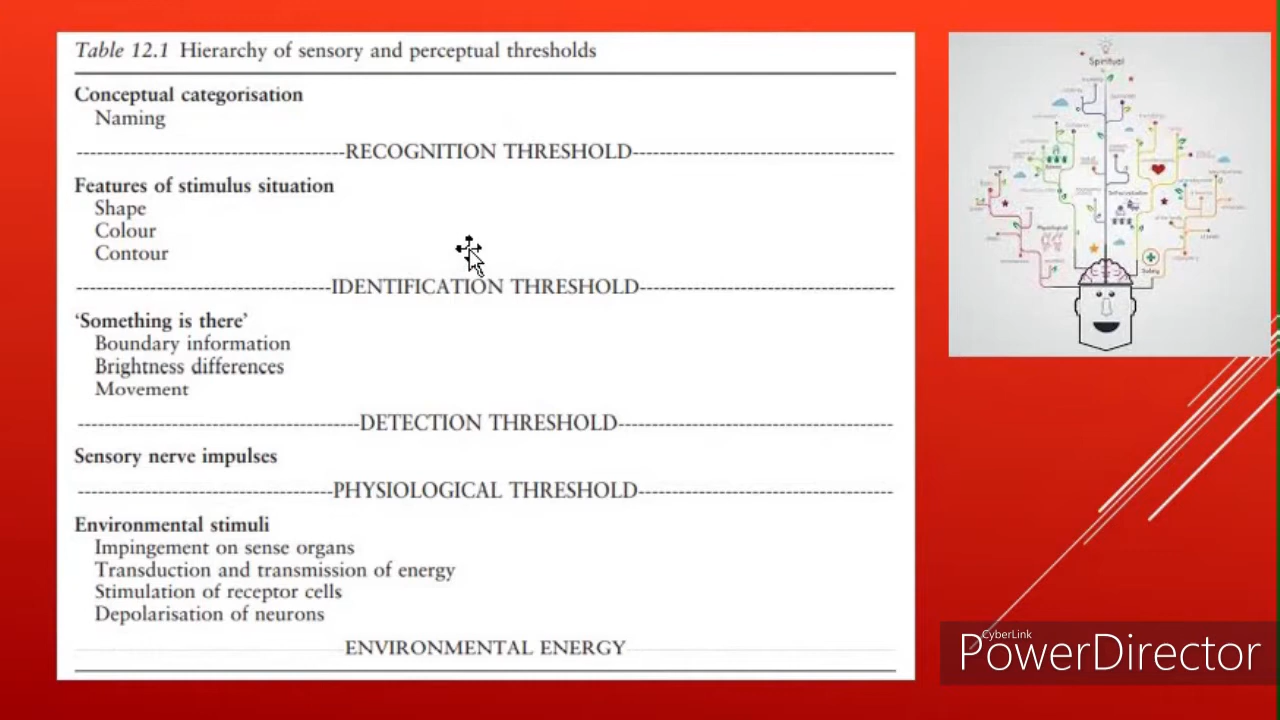 Table 12.1 Hierarchy of sensory and perceptual thresholds
Conceptual categorisation
Naming
RECOGNITION THRESHOLD
Features of stimulus situation
Shape
Colour
Contour
IDENTIFICATION THRESHOLD
‘Something is there’
Boundary information
Brightness differences
Movement
DETECTION THRESHOLD
Sensory nerve impulses
PHYSIOLOGICAL THRESHOLD
Environmental stimuli
Impingement on sense organs
Transduction and transmission of energy
Stimulation of receptor cells
Depolarisation of neurons
ENVIRONMENTAL ENERGY
Spiritual
Physiological
Safety
CyberLink
PowerDirector